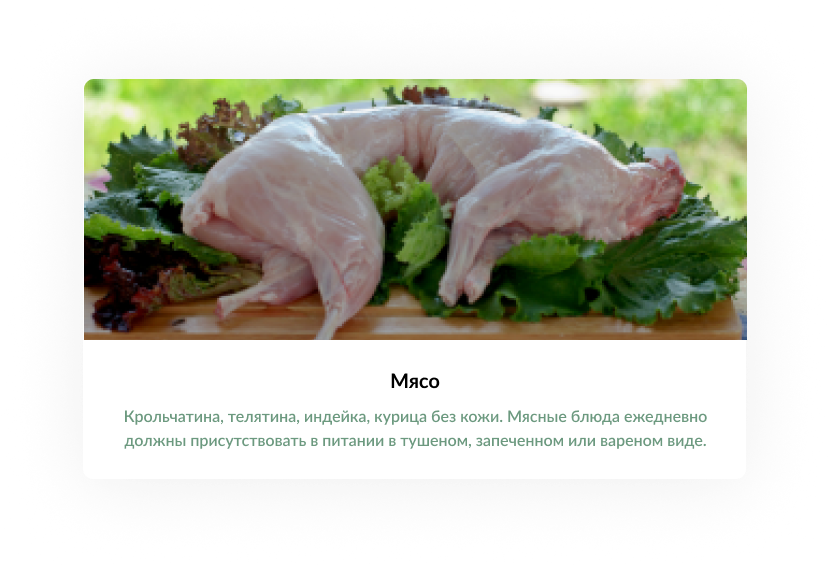 Мясо
Крольчатина, телятина, индейка, курица без кожи. Мясные блюда ежедневно
должны присутствовать в питании в тушеном, запеченном или вареном виде.